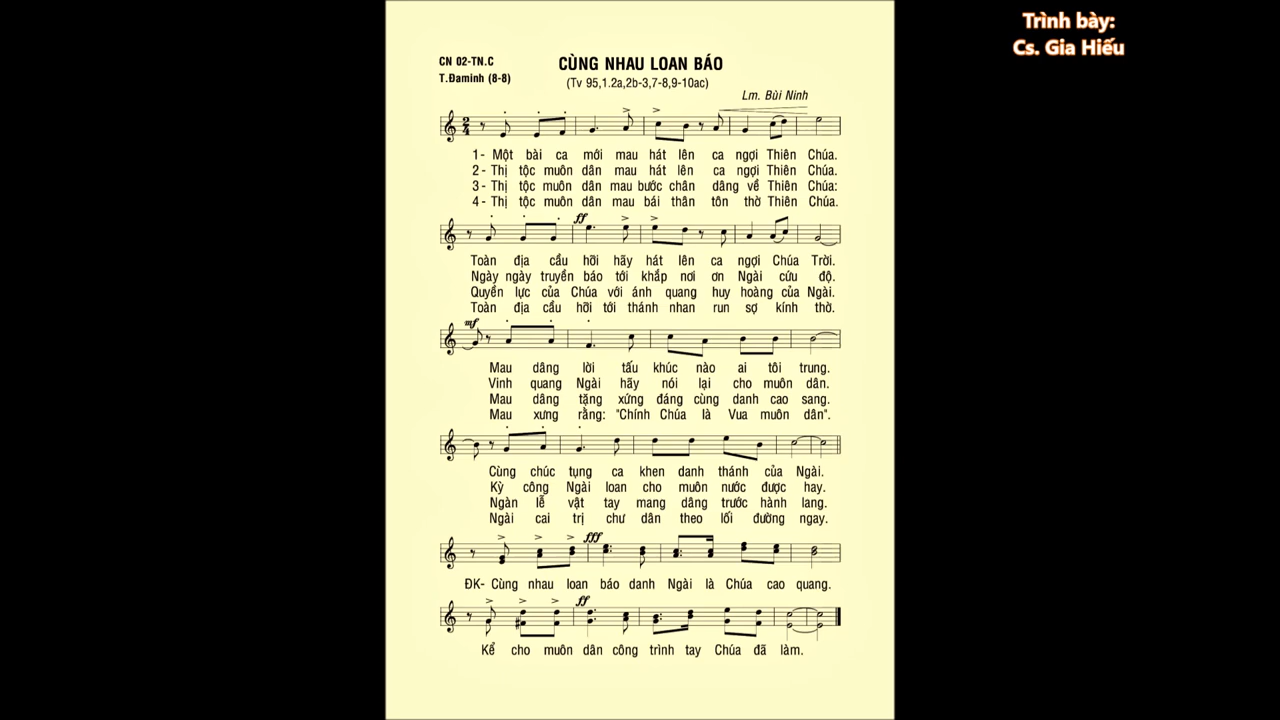 Trình bày:
Cs. Gia Hiếu
CN 02-TN.C
T.Đaminh (8-8)
CÙNG NHAU LOAN BÁO
(Tv 95,1.2a,2b-3,7-8,9-10ac)
Lm. Bùi Ninh
1- Một bài ca mới mau hát lên ca ngợi Thiên Chúa.
2- Thị tộc muôn dân mau hát lên ca ngợi Thiên Chúa.
3- Thị tộc muôn dân mau bước chân dâng về Thiên Chúa:
4- Thị tộc muôn dân mau bái thân tôn thờ Thiên Chúa.
ff
Toàn địa cầu hỡi hãy hát lên ca ngợi Chúa Trời.
Ngày ngày truyền báo tới khắp nơi ơn Ngài cứu độ.
Quyền lực của Chúa với ánh quang huy hoàng của Ngài.
Toàn địa cầu hỡi tới thánh nhan run sợ kính thờ.
mf
Mau dâng lời tấu khúc nào ai tôi trung.
Vinh quang Ngài hãy nói lại cho muôn dân.
Mau dâng tặng xứng đáng cùng danh cao sang.
Mau xưng rằng: "Chính Chúa là Vua muôn dân".
Cùng chúc tụng ca khen danh thánh của Ngài.
Kỳ công Ngài loan cho muôn nước được hay.
Ngàn lễ vật tay mang dâng trước hành lang.
Ngài cai trị chư dân theo lối đường ngay.
fff
ĐK- Cùng nhau loan báo danh Ngài là Chúa cao quang.
ff
Kể cho muôn dân công trình tay Chúa đã làm.